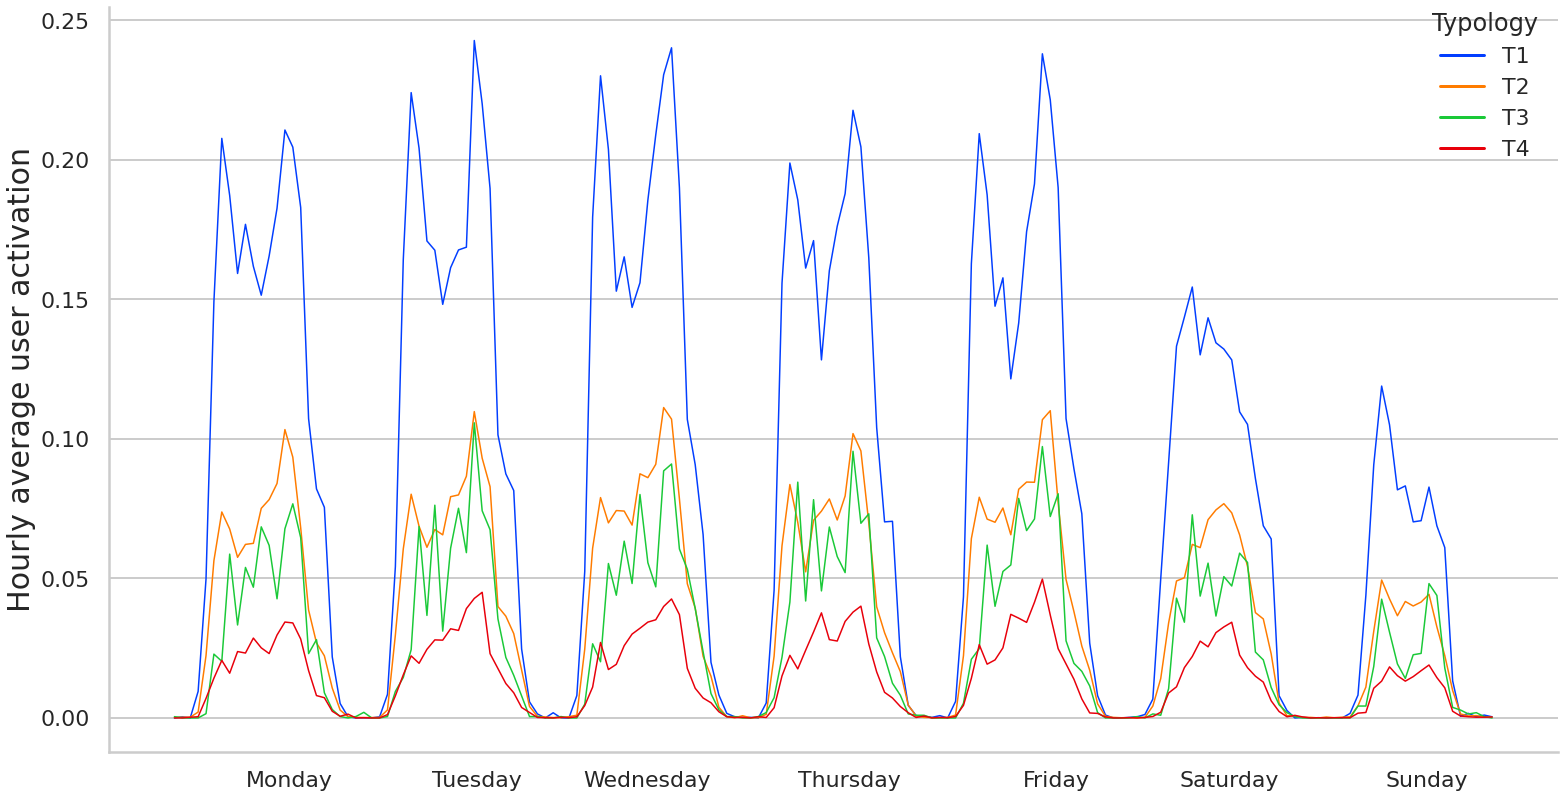 Hourly average user activation
0.25
0.20
0.15
0.10
0.05
0.00
Typology
T1
T2
T3
T4
Monday
Tuesday
Wednesday
Thursday
Friday
Saturday
Sunday